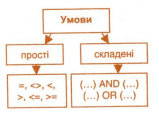 Умови
прості
складені
=, <>, <,
>, <=, >=
(...) AND (...)
(...) OR (...)